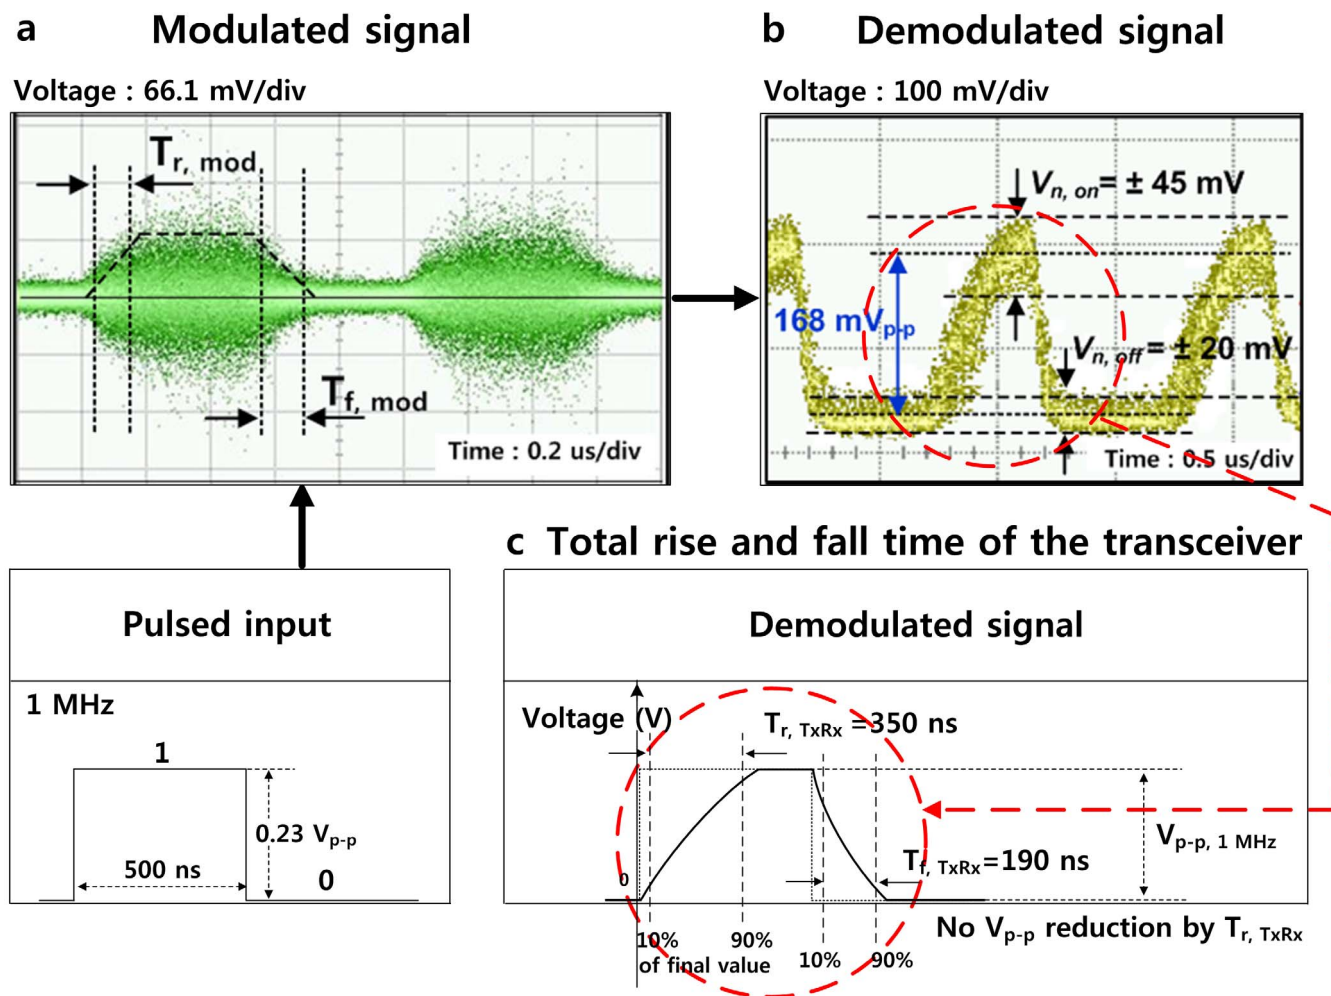 a Modulated signal
Voltage : 66.1 mV/div
Tr, mod
Tf, mod
Time : 0.2 us/div
b Demodulated signal
Voltage : 100 mV/div
Vn, on= ± 45 mV
168 mVp-p
Vn, off= ± 20 mV
Time : 0.5 us/div
Pulsed input
1 MHz
1
0.23 Vp-p
500 ns
0
c Total rise and fall time of the transceiver
Demodulated signal
Voltage (V)
Tr, TxRx =350 ns
Vp-p, 1 MHz
Tf, TxRx=190 ns
0
No Vp-p reduction by Tr, TxRx
10% 90%
of final value
10% 90%